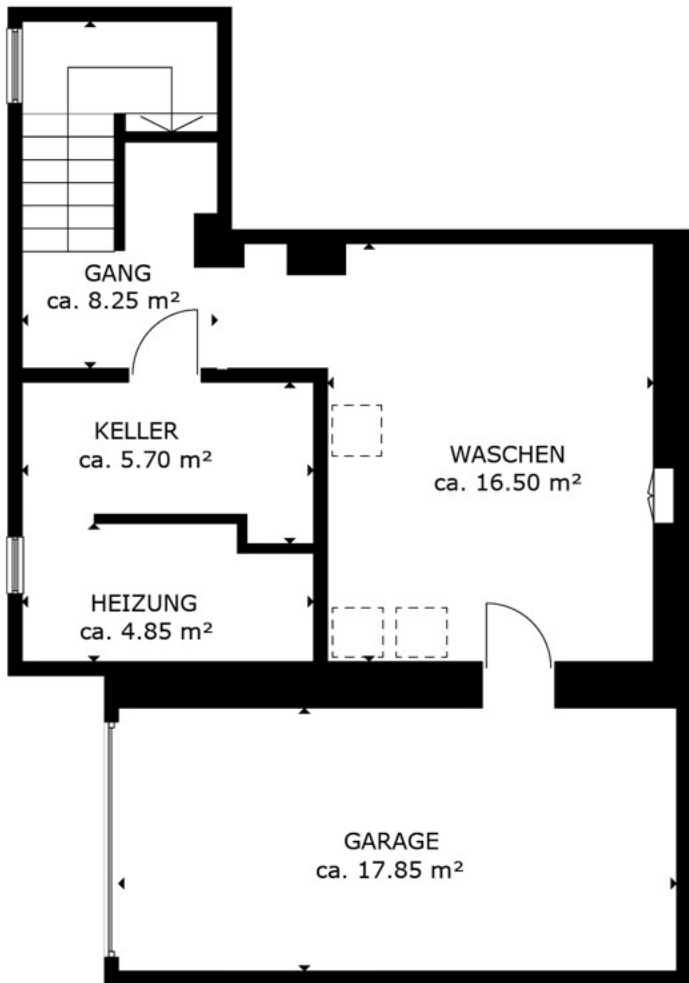 GANG
ca. 8.25 m²
KELLER
ca. 5.70 m²
WASCHEN
ca. 16.50 m²
HEIZUNG
ca. 4.85 m²
GARAGE
ca. 17.85 m²